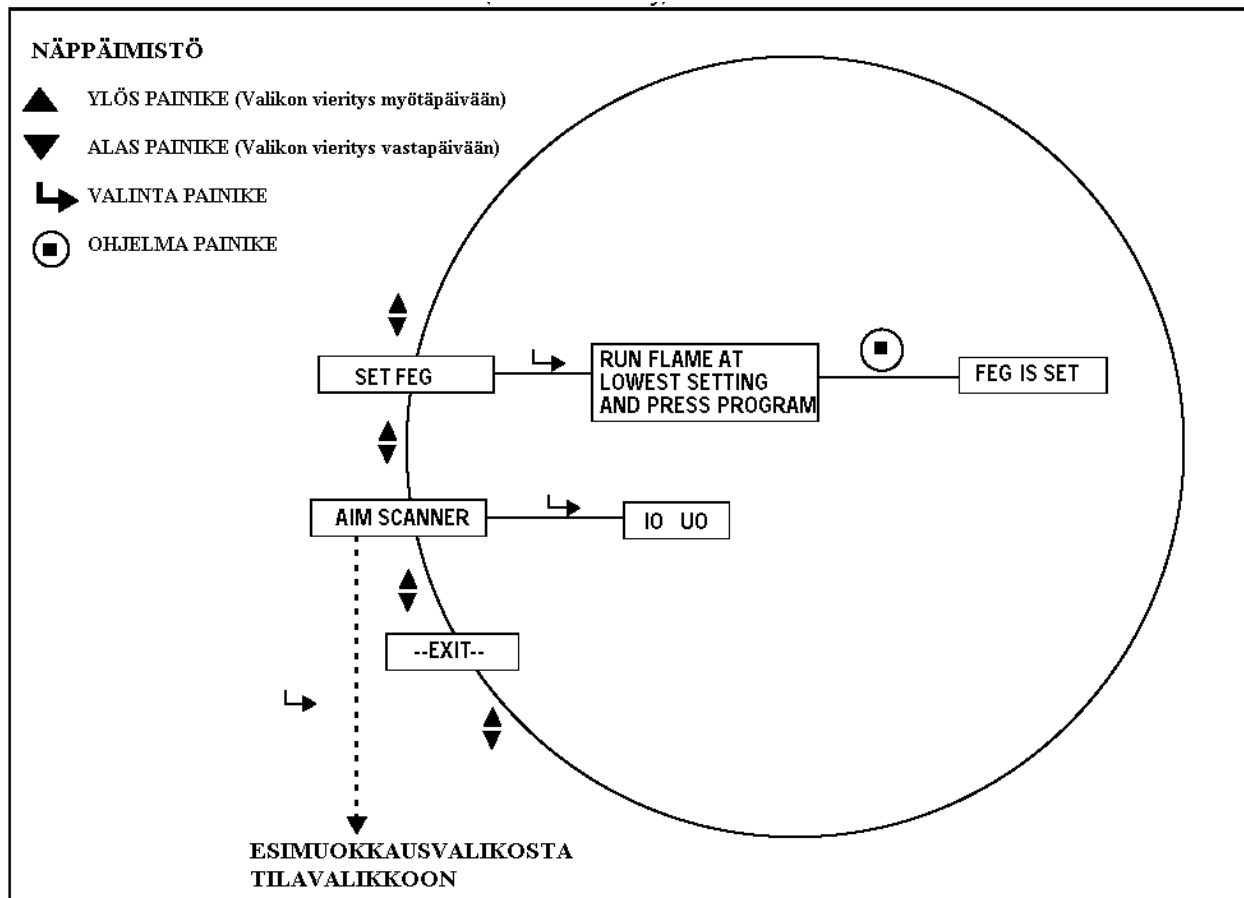 NÄPPÄIMISTÖ
YLÖS PAINIKE (Valikon vieritys myötäpäivään)
ALAS PAINIKE (Valikon vieritys vastapäivään)
VALINTA PAINIKE
OHJELMA PAINIKE
SET FEG
RUN FLAME AT
LOWEST SETTING
AND PRESS PROGRAM
FEG IS SET
AIM SCANNER
IO UO
--EXIT--
ESIMUOKKAUSVALIKOSTA
TILAVALIKKOON